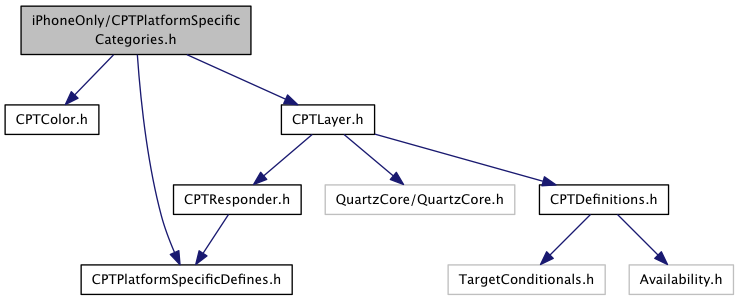 iPhoneOnly/CPTPlatformSpecific
Categories.h
CPTColor.h
CPTLayer.h
CPTResponder.h
QuartzCore/QuartzCore.h
CPTDefinitions.h
CPTPlatformSpecificDefines.h
TargetConditionals.h
Availability.h